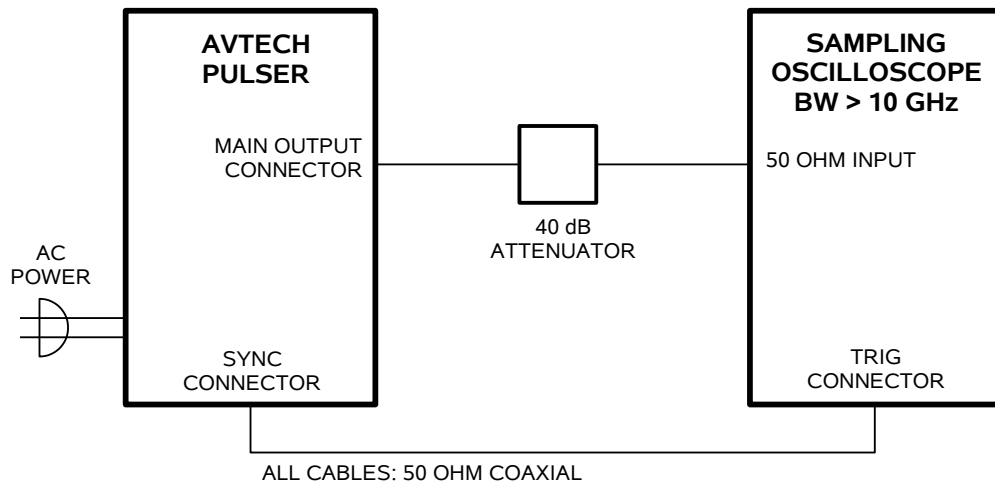 AVTECH
PULSER
MAIN OUTPUT
CONNECTOR
AC
POWER
SYNC
CONNECTOR
40 dB
ATTENUATOR
SAMPLING
OSCILLOSCOPE
BW > 10 GHz
50 OHM INPUT
TRIG
CONNECTOR
ALL CABLES: 50 OHM COAXIAL